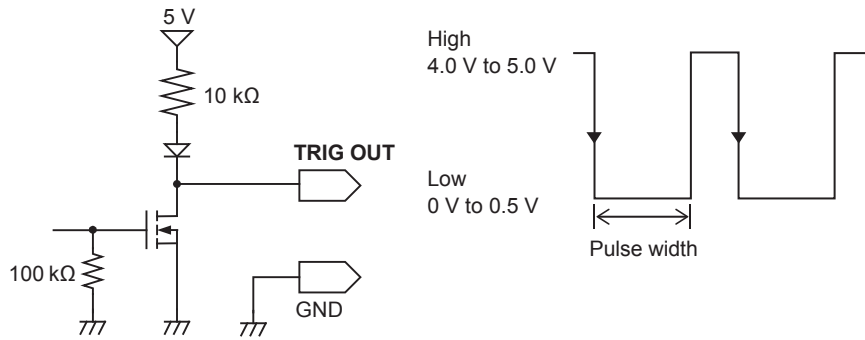 5 V
10 kΩ
TRIG OUT
100 kΩ
GND
High
4.0 V to 5.0 V
Low
0 V to 0.5 V
Pulse width